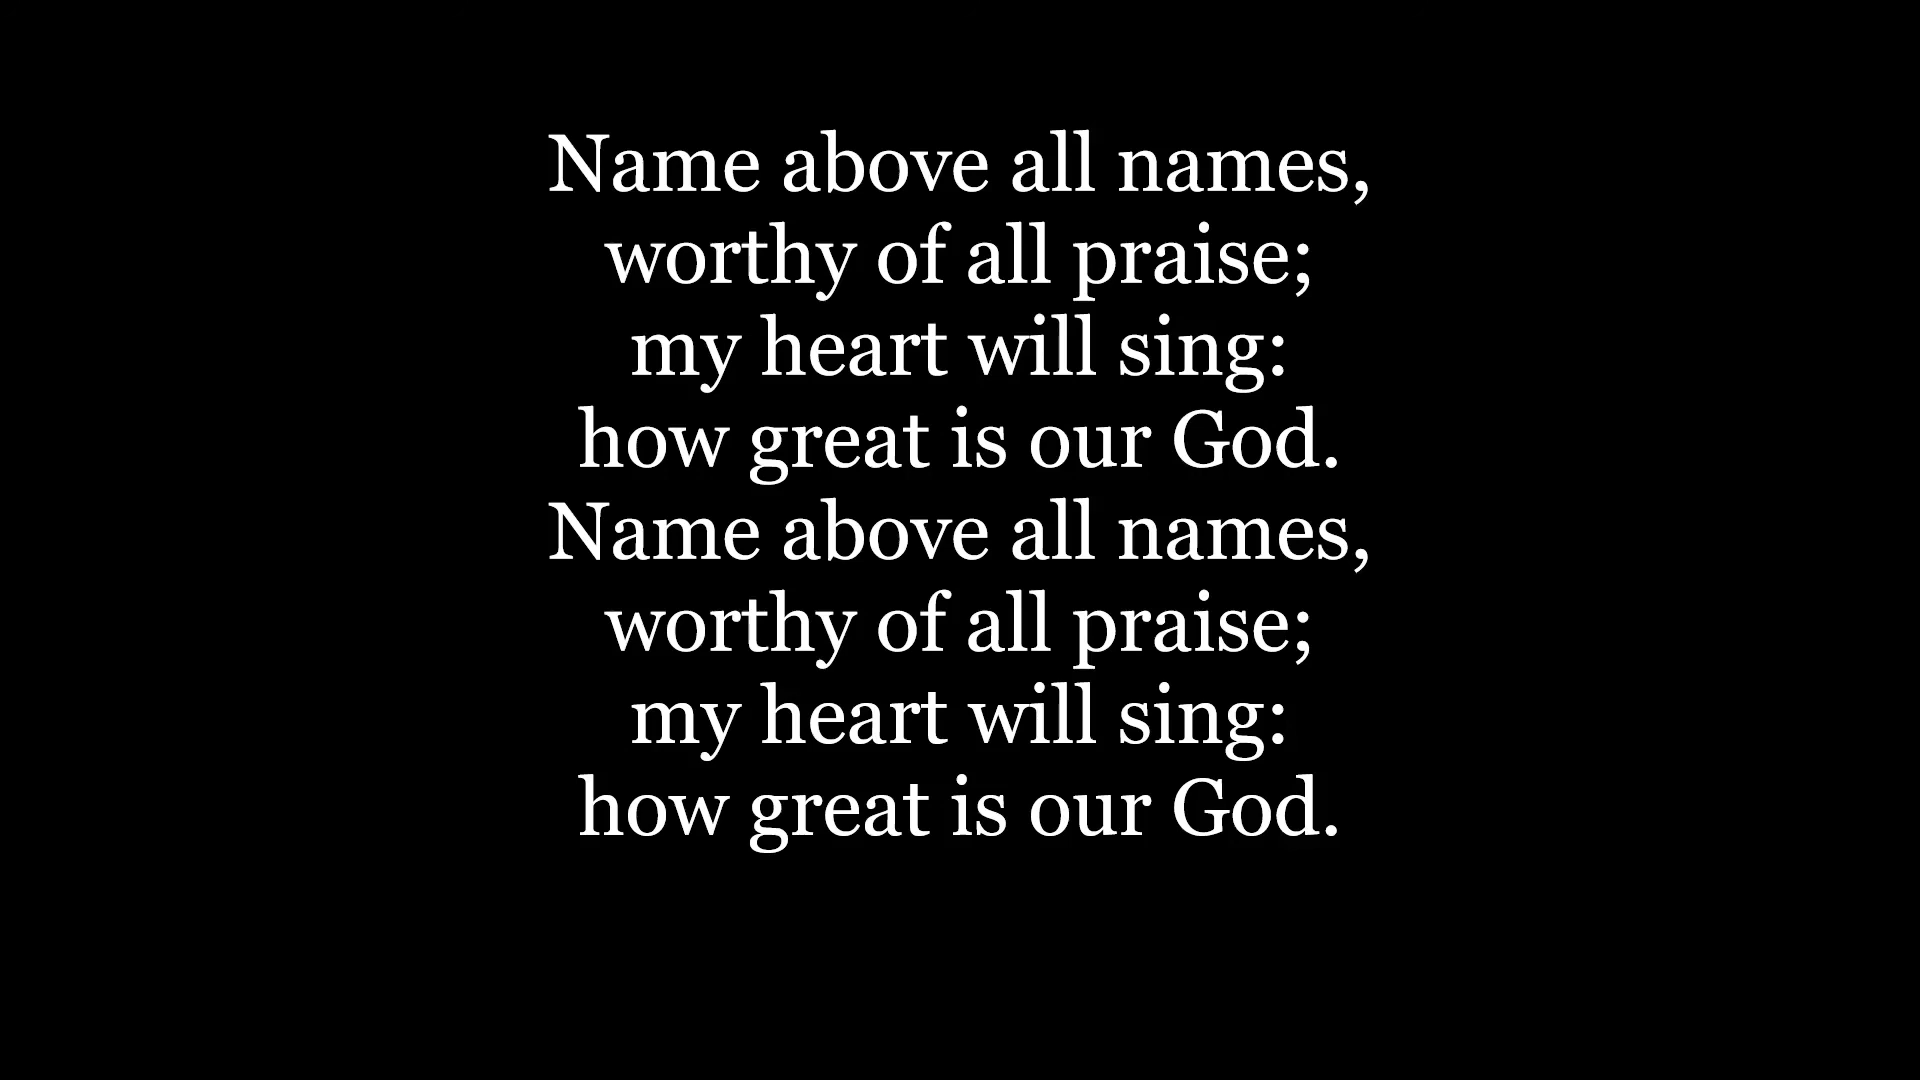 Name above all names,
worthy of all praise;
my heart will sing:
how great is our God.
Name above all names,
worthy of all praise;
my heart will sing:
how great is our God.